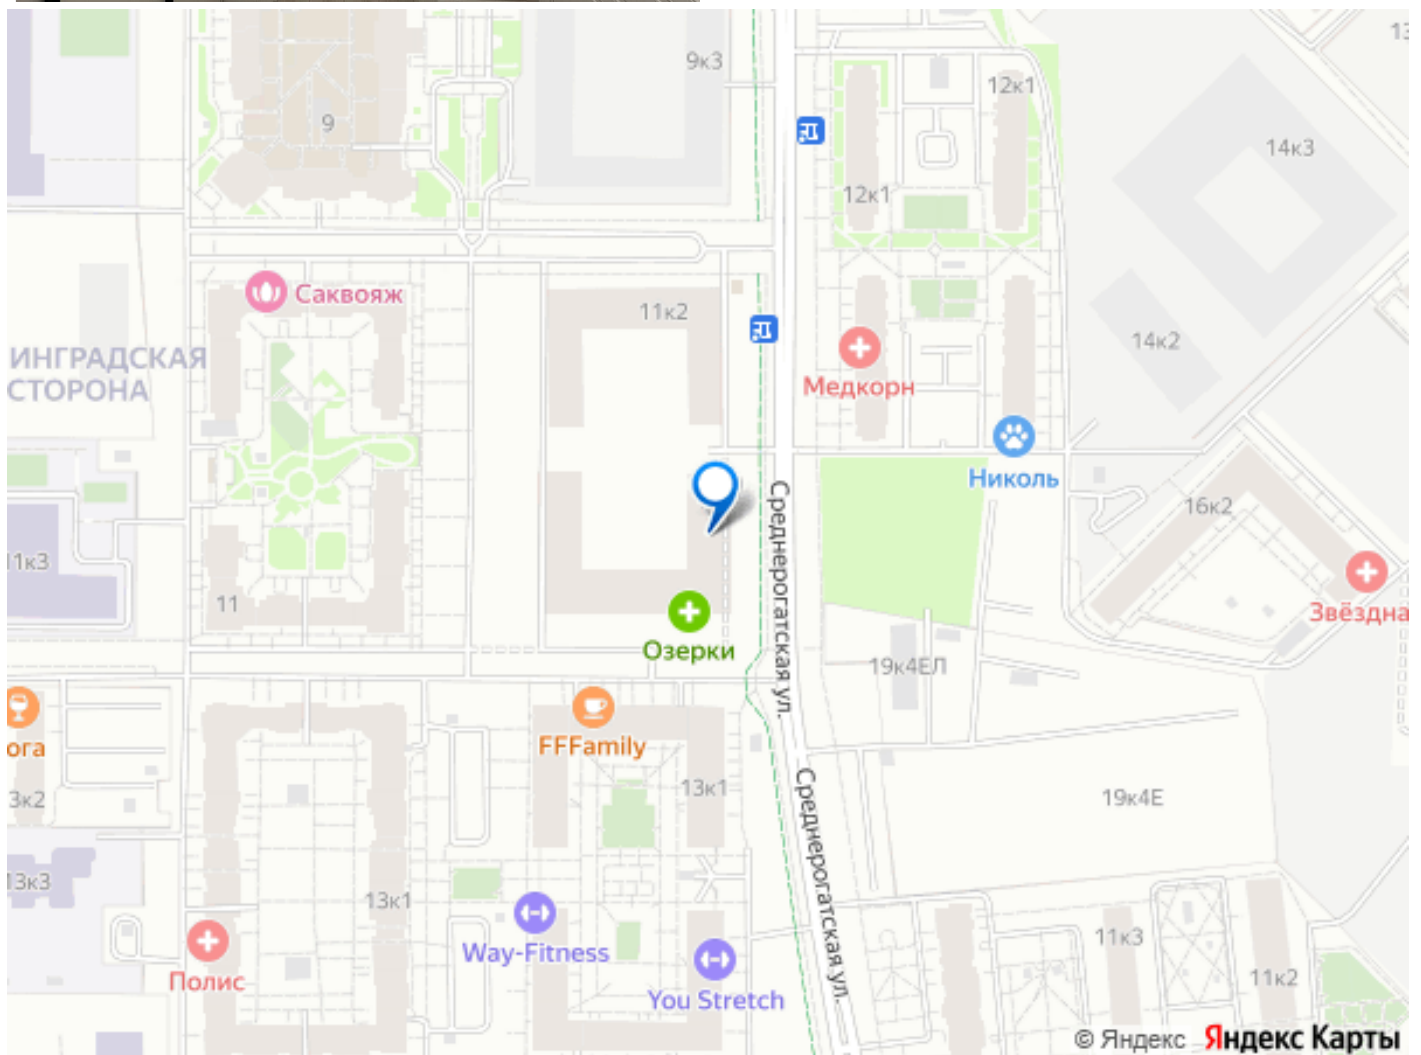 9к3
12к1
9
14к3
12к1
Саквояж
11к2
ИНГРАДСКАЯ
СТОРОНА
Медкорн
14к2
Николь
Среднерогатская ул.
16к2
11к3
11
Озерки
Звёздна
19к4ЕЛ
ога
FFFamily
3к2
13к1
Среднерогатская ул.
19к4Е
13к3
13к1
Way-Fitness
11к3
Полис
You Stretch
11к2
© Яндекс Яндекс Карты